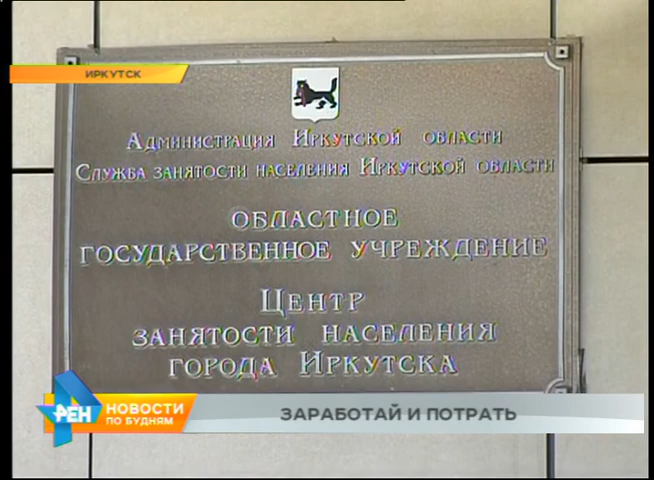 ИРКУТСК
Администрация Иркутской области
Служба занятости населения Иркутской области
ОБЛАСТНОЕ
ГОСУДАРСТВЕННОЕ УЧРЕЖДЕНИЕ
Центр
занятости населения
города Иркутска
РЕН
НОВОСТИ
ПО БУДНЯМ
ЗАРАБОТАЙ И ПОТРАТЬ